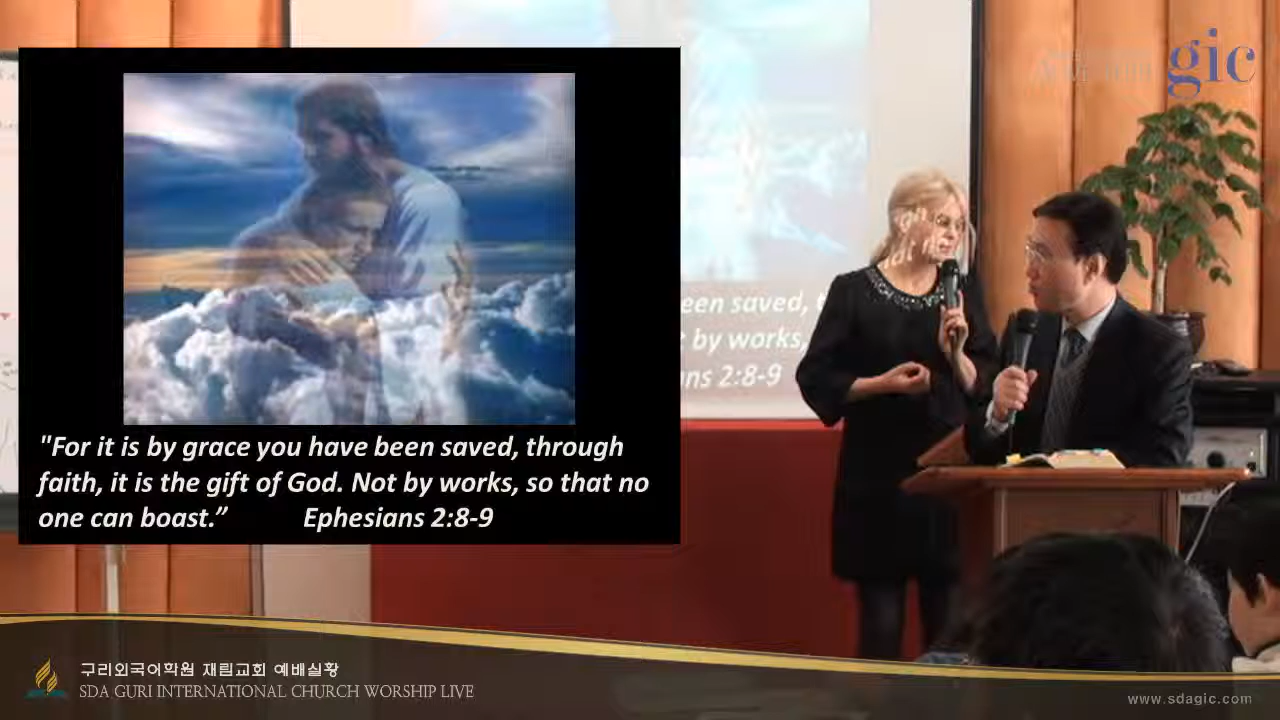 gic
"For it is by grace you have been saved, through
faith, it is the gift of God. Not by works, so that no
one can boast.” Ephesians 2:8-9
een saved,
by works,
ns 2:8-9
구리외국어학원 재림교회 예배실황
SDA GURI INTERNATIONAL CHURCH WORSHIP LIVE
www.sdagic.com